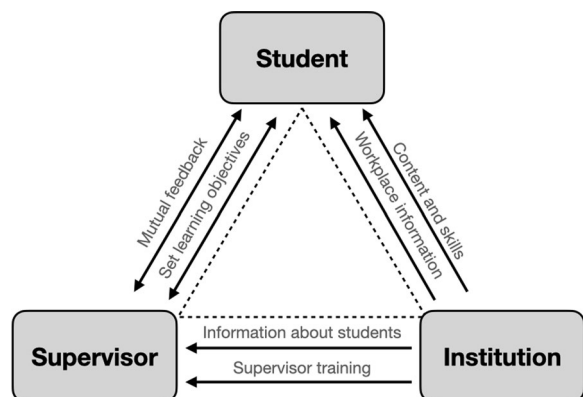 Student
Mutual feedback
Set learning objectives
Workplace information
Content and skills
Information about students
Supervisor
Institution
Supervisor training